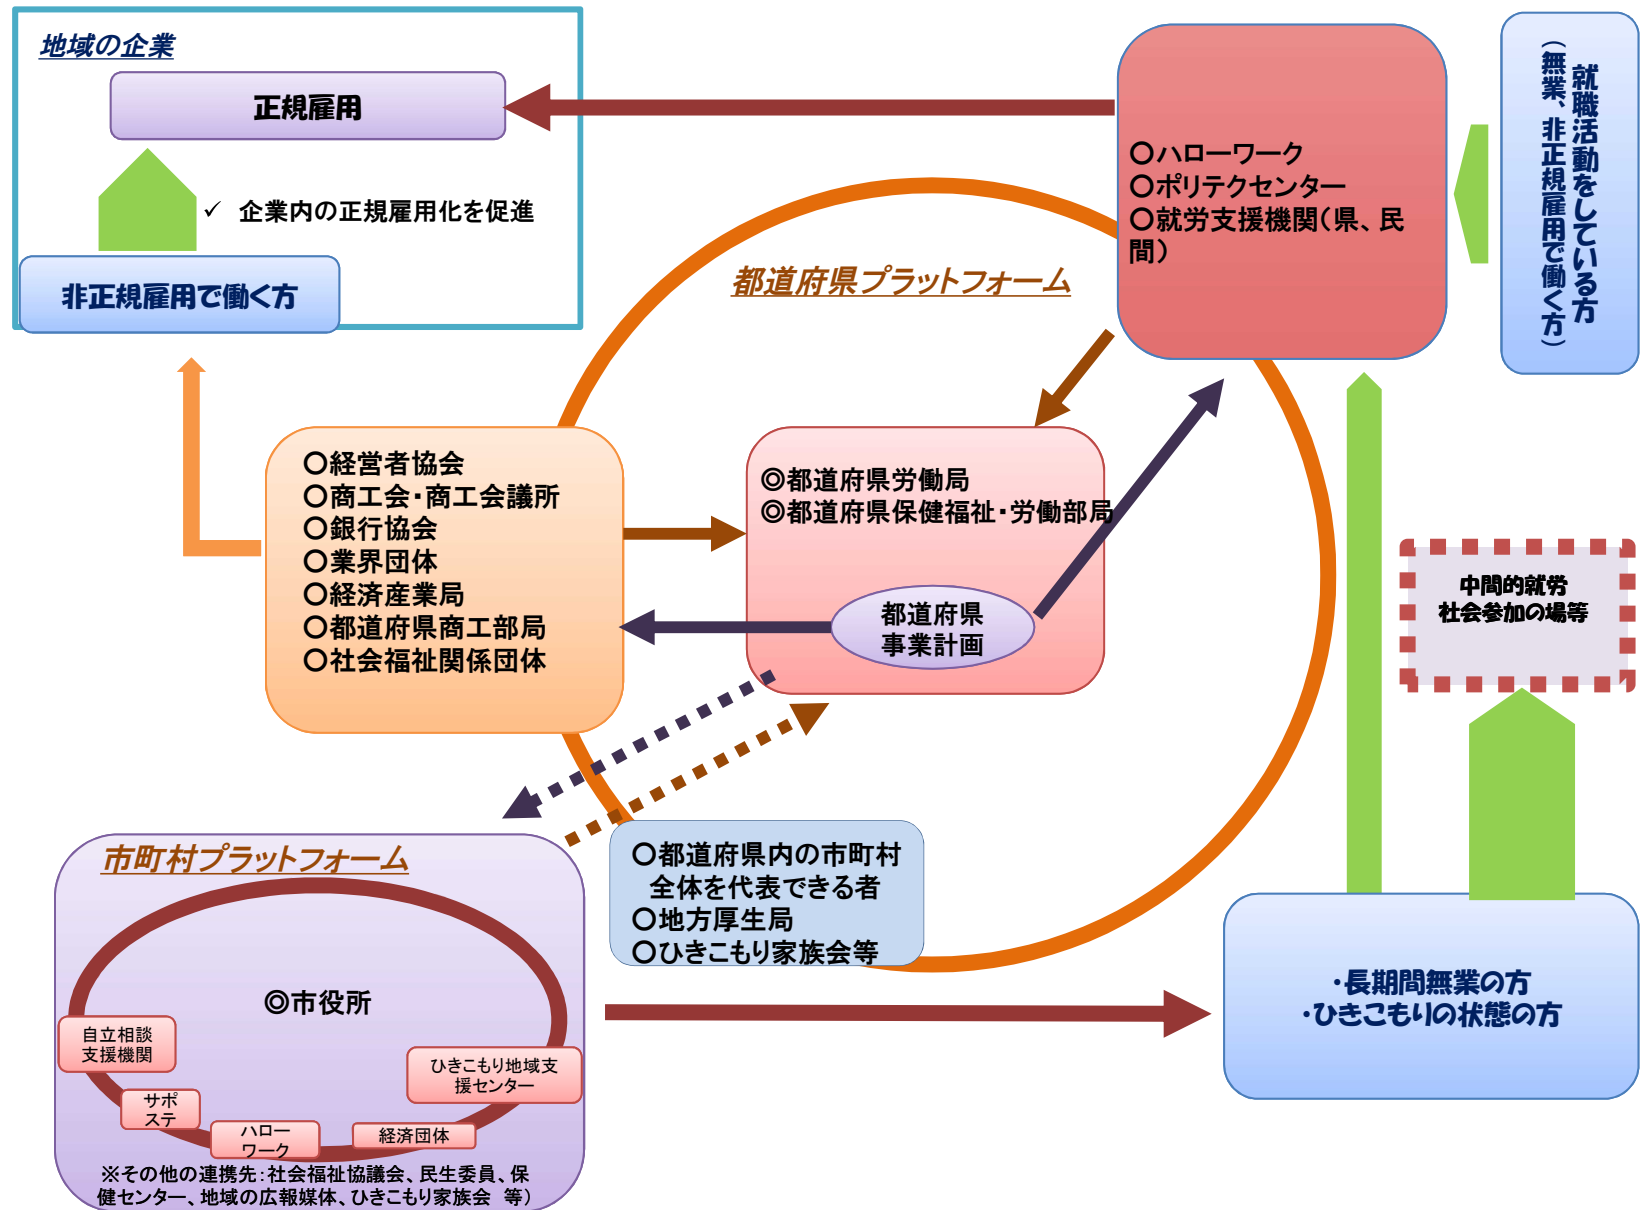 地域の企業
正規雇用
✓ 企業内の正規雇用化を促進
非正規雇用で働く方
都道府県プラットフォーム
○ハローワーク
○ポリテクセンター
○就労支援機関(県、民
間)
就職活動をしている方
(無業、非正規雇用で働く方)
○経営者協会
○商工会・商工会議所
○銀行協会
○業界団体
○経済産業局
○都道府県商工部局
○社会福祉関係団体
◎都道府県労働局
◎都道府県保健福祉・労働部局
都道府県
事業計画
中間的就労
社会参加の場等
市町村プラットフォーム
◎市役所
自立相談
支援機関
サポ
ステ
ハロー
ワーク
経済団体
ひきこもり地域支
援センター
※その他の連携先:社会福祉協議会、民生委員、保
健センター、地域の広報媒体、ひきこもり家族会 等)
○都道府県内の市町村
全体を代表できる者
○地方厚生局
○ひきこもり家族会等
・長期間無業の方
・ひきこもりの状態の方